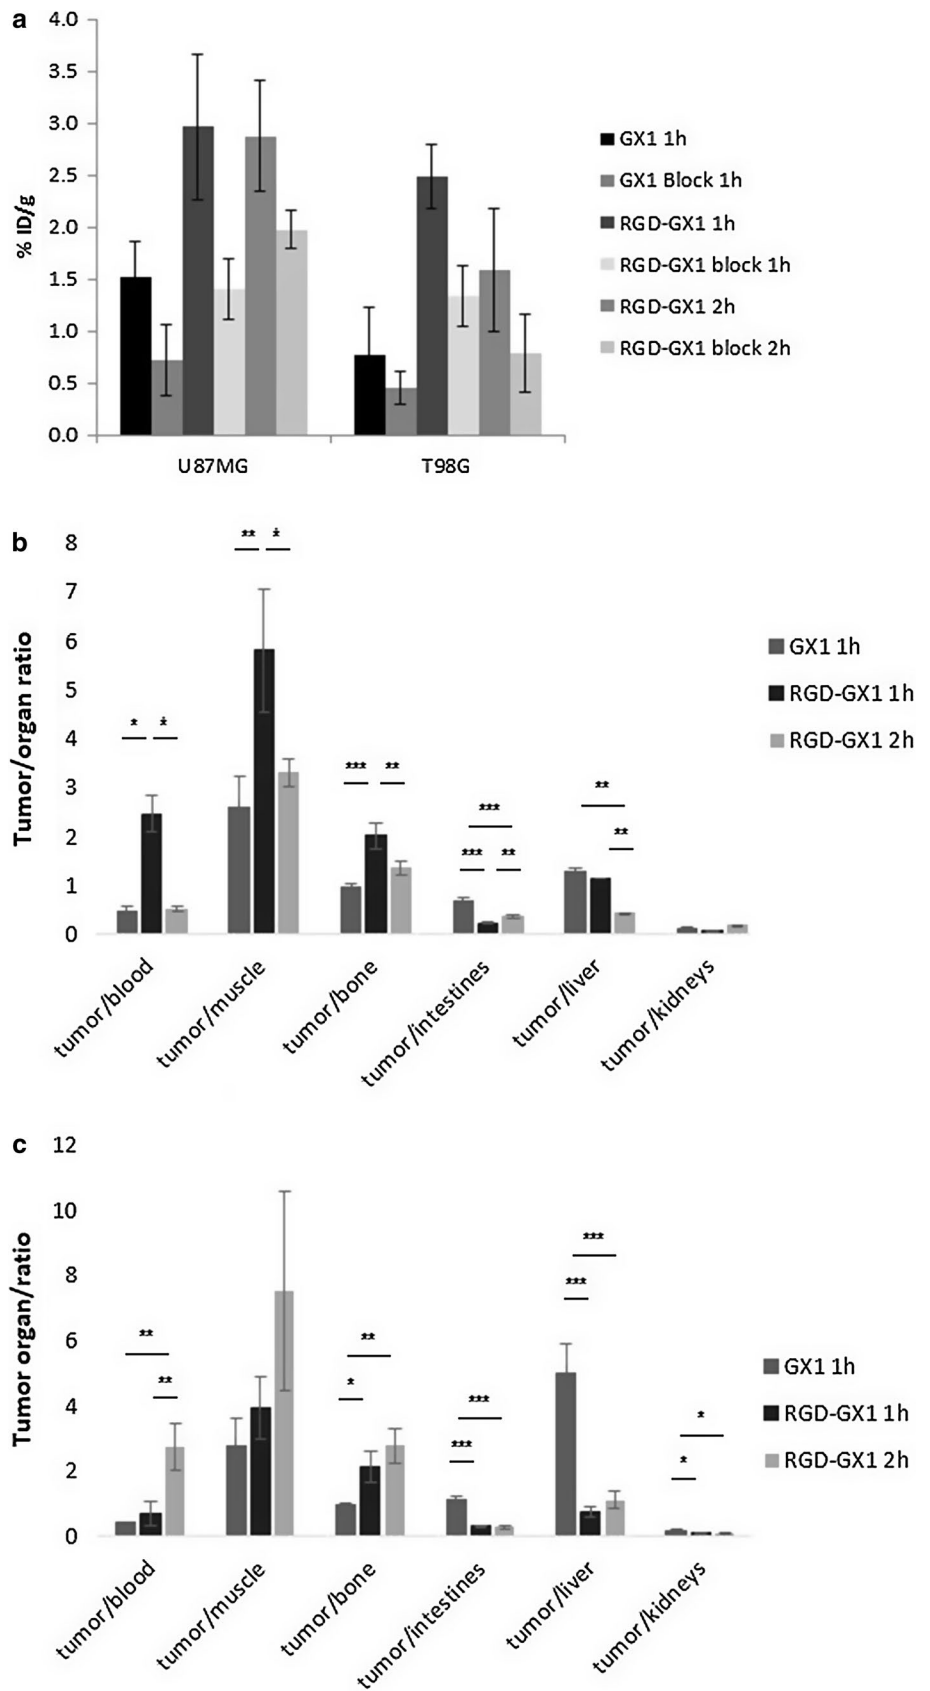 a
4.0
3.5
3.0
2.5
2.0
1.5
1.0
0.5
0.0
% ID/g
U87MG
T98G
GX1 1h
GX1 Block 1h
RGD-GX1 1h
RGD-GX1 block 1h
RGD-GX1 2h
RGD-GX1 block 2h
b
8
7
6
5
4
3
2
1
0
Tumor/organ ratio
* *
** *
*** **
***
*** **
**
**
tumor/blood
tumor/muscle
tumor/bone
tumor/intestines
tumor/liver
tumor/kidneys
GX1 1h
RGD-GX1 1h
RGD-GX1 2h
c
12
10
8
6
4
2
0
Tumor organ/ratio
**
**
**
*
***
***
***
***
*
*
tumor/blood
tumor/muscle
tumor/bone
tumor/intestines
tumor/liver
tumor/kidneys
GX1 1h
RGD-GX1 1h
RGD-GX1 2h